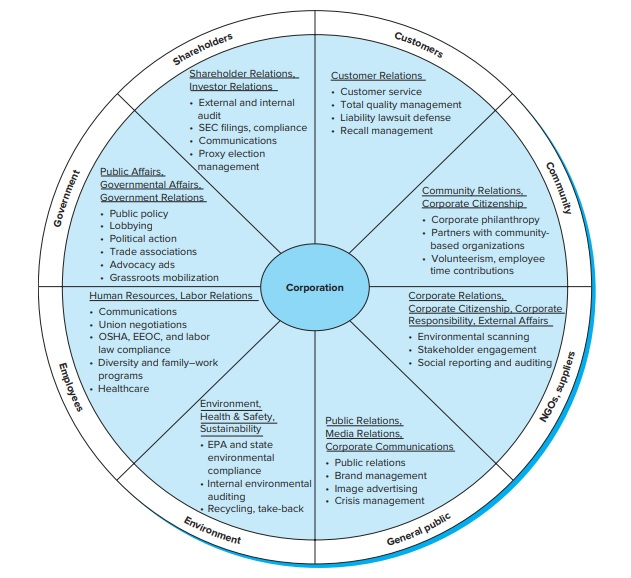 Shareholders
Shareholder Relations,
Investor Relations
• External and internal
audit
• SEC filings, compliance
• Communications
• Proxy election
management
Customers
Customer Relations
• Customer service
• Total quality management
• Liability lawsuit defense
• Recall management
Community
Community Relations,
Corporate Citizenship
• Corporate philanthropy
• Partners with community-
based organizations
• Volunteerism, employee
time contributions
Government
Public Affairs,
Governmental Affairs,
Government Relations
• Public policy
• Lobbying
• Political action
• Trade associations
• Advocacy ads
• Grassroots mobilization
Corporation
Human Resources, Labor Relations
• Communications
• Union negotiations
• OSHA, EEOC, and labor
law compliance
• Diversity and family–work
programs
• Healthcare
Employees
Corporate Relations,
Corporate Citizenship, Corporate
Responsibility, External Affairs
• Environmental scanning
• Stakeholder engagement
• Social reporting and auditing
NGOs, suppliers
Environment,
Health & Safety,
Sustainability
• EPA and state
environmental
compliance
• Internal environmental
auditing
• Recycling, take-back
Environment
Public Relations,
Media Relations,
Corporate Communications
• Public relations
• Brand management
• Image advertising
• Crisis management
General public